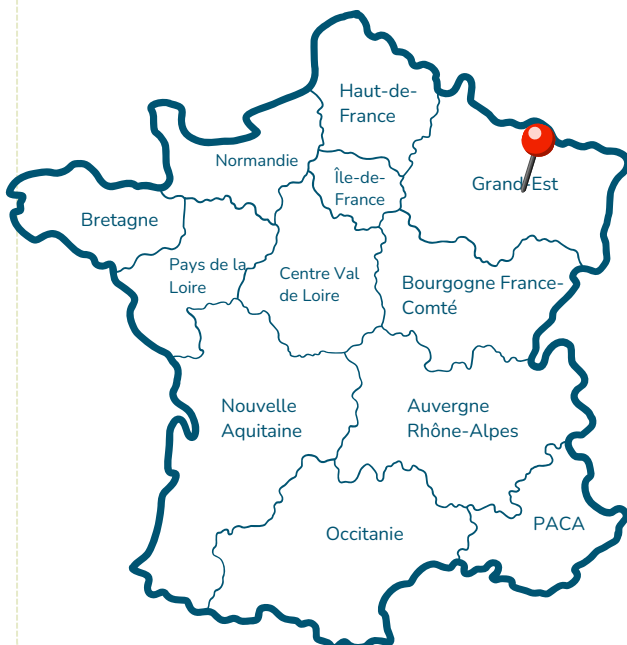 Haut-de-
France
Normandie
Île-de-
France
Grand-Est
Bretagne
Pays de la
Loire
Centre Val
de Loire
Bourgogne France-
Comté
Nouvelle
Aquitaine
Auvergne
Rhône-Alpes
Occitanie
PACA